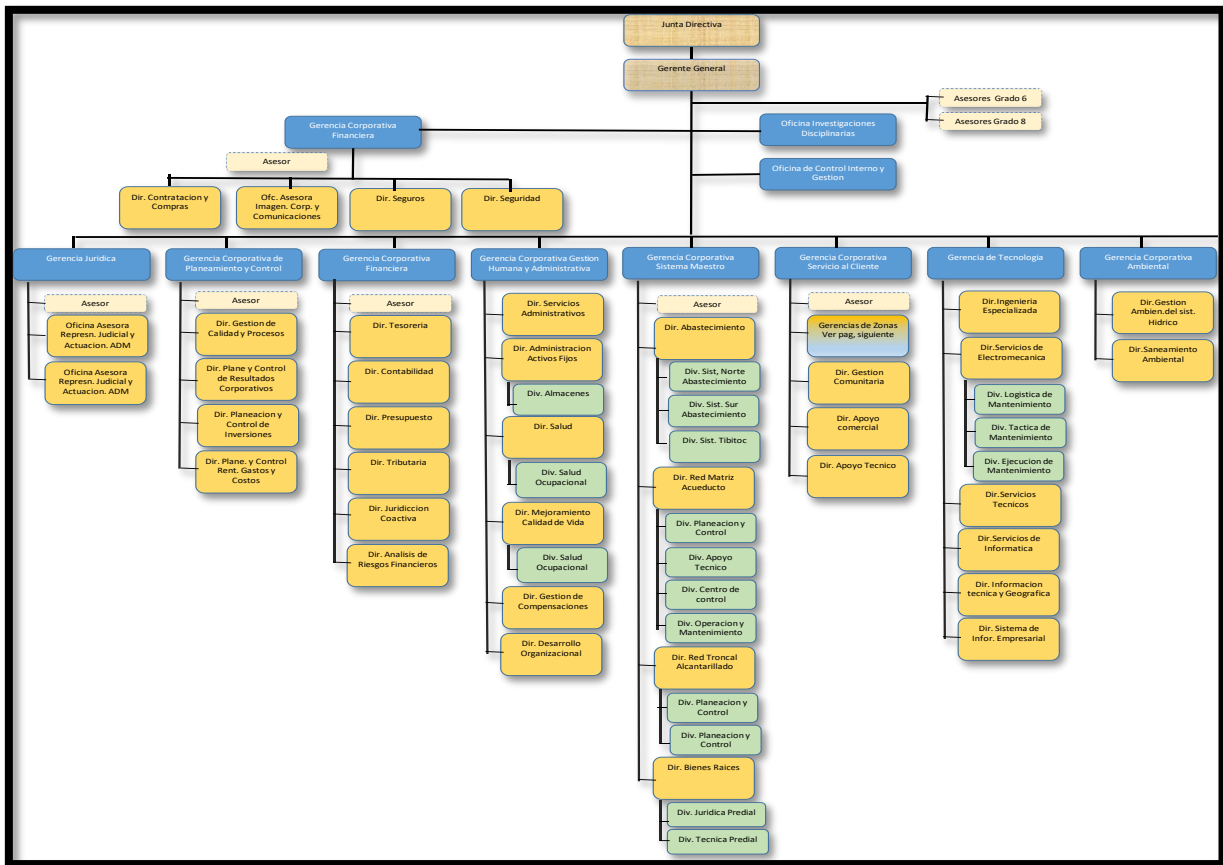 Junta Directiva
Gerente General
Asesores Grado 6
Asesores Grado 8
Gerencia Corporativa
Financiera
Oficina Investigaciones
Disciplinarias
Asesor
Oficina de Control Interno y
Gestion
Dir. Contratacion y
Compras
Ofc. Asesora
Imagen. Corp. y
Comunicaciones
Dir. Seguros
Dir. Seguridad
Gerencia Juridica
Asesor
Oficina Asesora
Represn. Judicial y
Actuacion. ADM
Oficina Asesora
Represn. Judicial y
Actuacion. ADM
Gerencia Corporativa de
Planeamiento y Control
Asesor
Dir. Gestion de
Calidad y Procesos
Dir. Plane y Control
de Resultados
Corporativos
Dir. Planeacion y
Control de
Inversiones
Dir. Plane. y Control
Rent. Gastos y
Costos
Gerencia Corporativa
Financiera
Asesor
Dir. Tesoreria
Dir. Contabilidad
Dir. Presupuesto
Dir. Tributaria
Dir. Juridiccion
Coactiva
Dir. Analisis de
Riesgos Financieros
Gerencia Corporativa Gestion
Humana y Administrativa
Dir. Servicios
Administrativos
Dir. Administracion
Activos Fijos
Div. Almacenes
Dir. Salud
Div. Salud
Ocupacional
Dir. Mejoramiento
Calidad de Vida
Div. Salud
Ocupacional
Dir. Gestion de
Compensaciones
Dir. Desarrollo
Organizacional
Gerencia Corporativa
Sistema Maestro
Asesor
Dir. Abastecimiento
Div. Sist, Norte
Abastecimiento
Div. Sist. Sur
Abastecimiento
Div. Sist. Tibitoc
Dir. Red Matriz
Acueducto
Div. Planeacion y
Control
Div. Apoyo
Tecnico
Div. Centro de
control
Div. Operacion y
Mantenimiento
Dir. Red Troncal
Alcantarillado
Div. Planeacion y
Control
Div. Planeacion y
Control
Dir. Bienes Raices
Div. Juridica Predial
Div. Tecnica Predial
Gerencia Corporativa
Servicio al Cliente
Asesor
Gerencias de Zonas
Ver pag, siguiente
Dir. Gestion
Comunitaria
Dir. Apoyo
comercial
Dir. Apoyo Tecnico
Gerencia de Tecnologia
Dir.Ingenieria
Especializada
Dir.Servicios de
Electromecanica
Div. Logistica de
Mantenimiento
Div. Tactica de
Mantenimiento
Div. Ejecucion de
Mantenimiento
Dir.Servicios
Tecnicos
Dir.Servicios de
Informatica
Dir. Informacion
tecnica y Geografica
Dir. Sistema de
Infor. Empresarial
Gerencia Corporativa
Ambiental
Dir.Gestion
Ambien.del sist.
Hidrico
Dir.Saneamiento
Ambiental